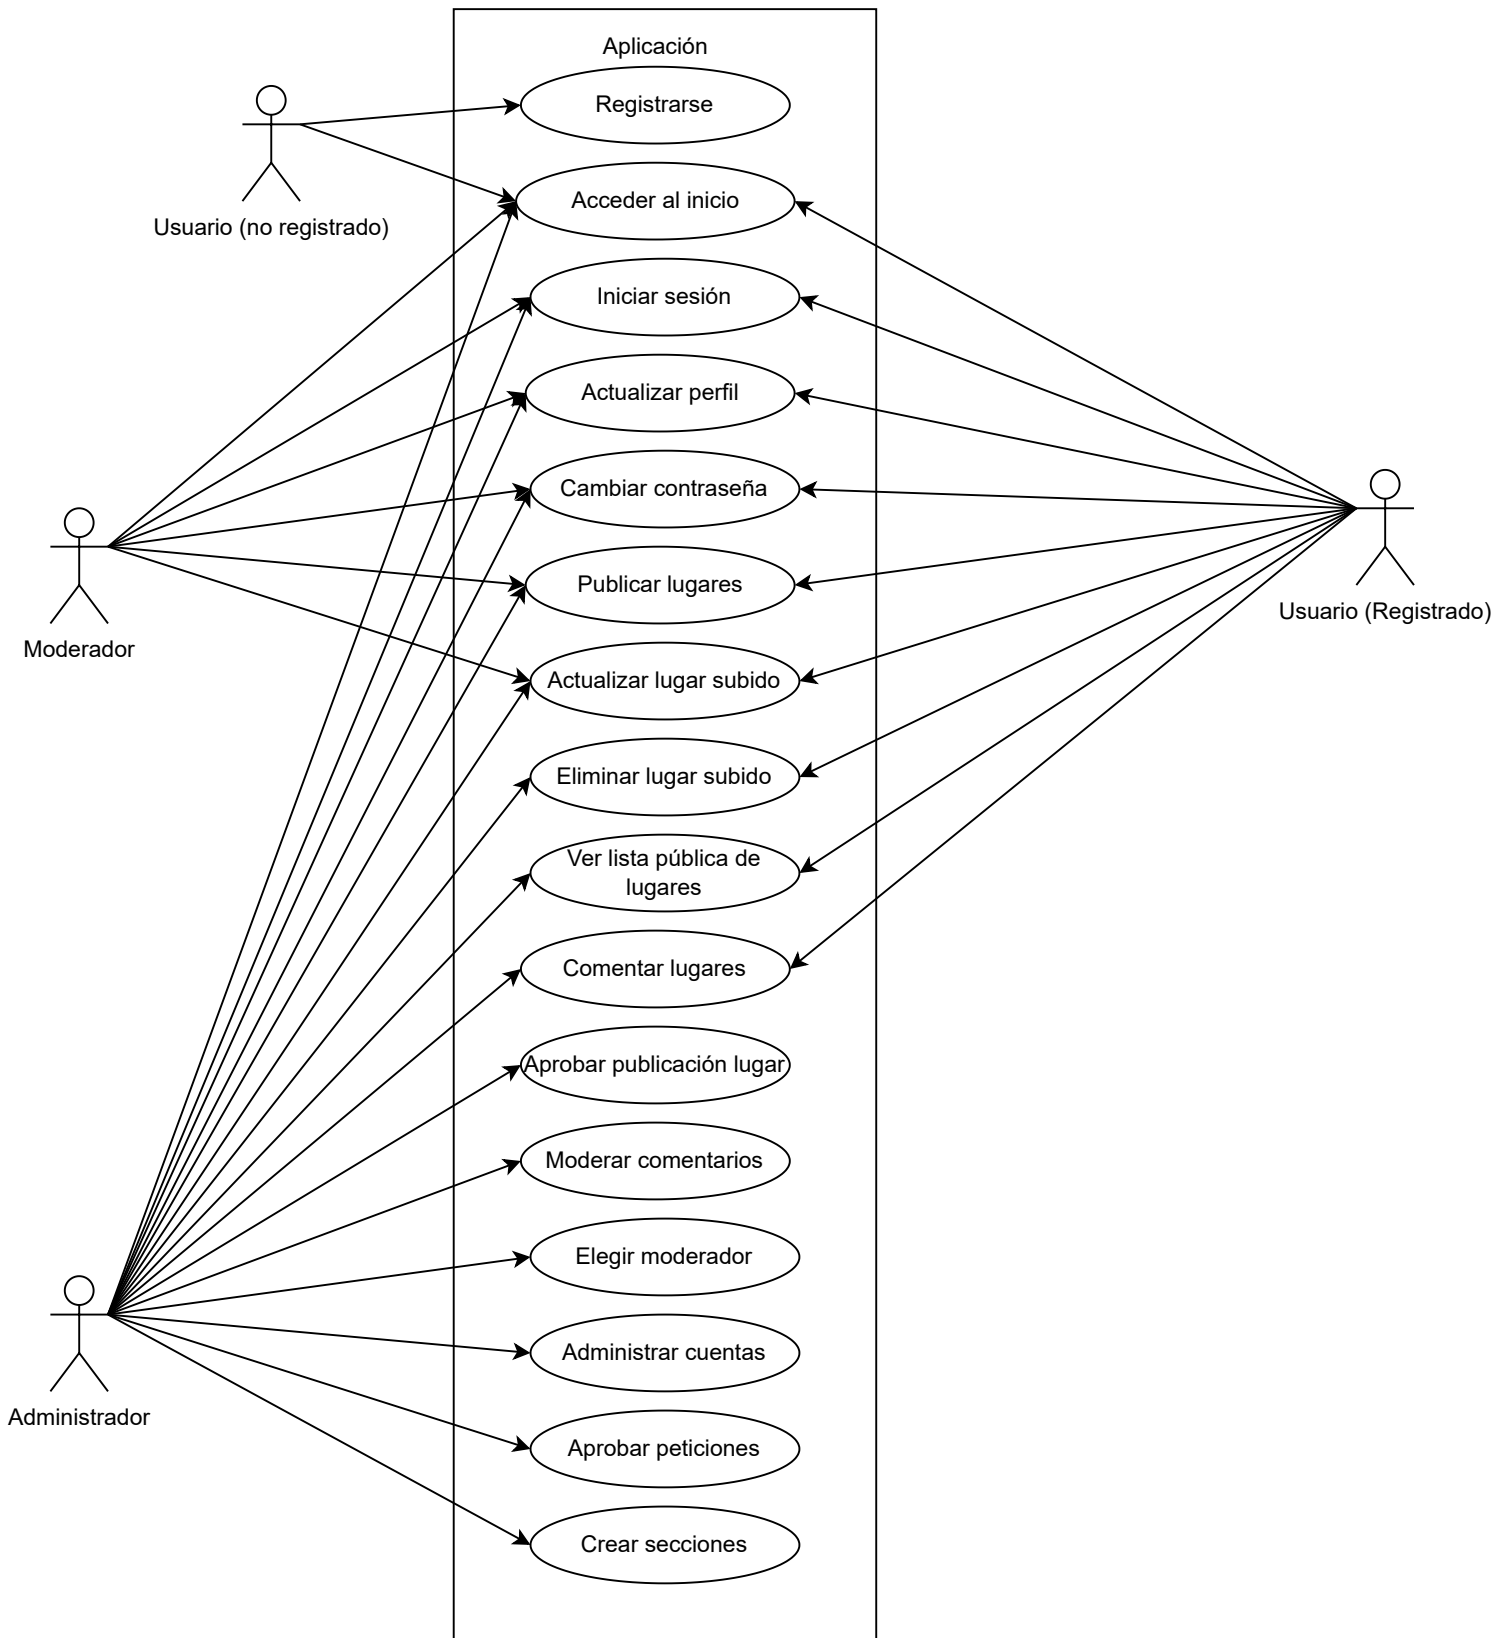 Aplicación
Registrarse
Usuario (no registrado)
Acceder al inicio
Iniciar sesión
Actualizar perfil
Cambiar contraseña
Publicar lugares
Usuario (Registrado)
Moderador
Actualizar lugar subido
Eliminar lugar subido
Ver lista pública de
lugares
Comentar lugares
Aprobar publicación lugar
Moderar comentarios
Elegir moderador
Administrar cuentas
Administrador
Aprobar peticiones
Crear secciones